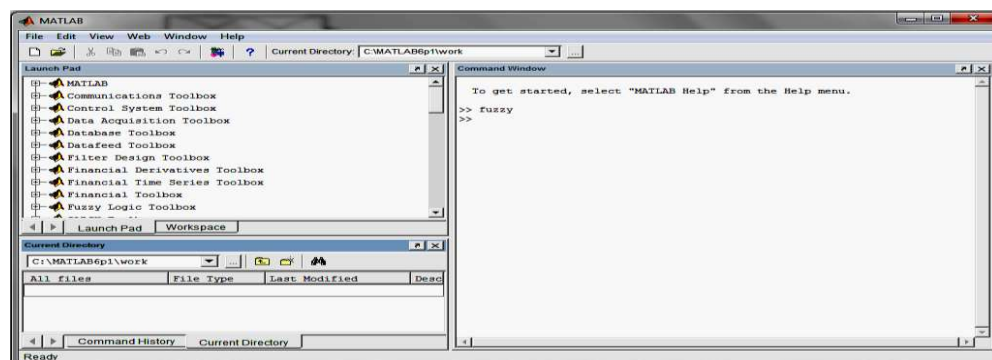 MATLAB
File Edit View Web Window Help
? Current Directory: C:\MATLAB6p1\work ...
Launch Pad
MATLAB
Communications Toolbox
Control System Toolbox
Data Acquisition Toolbox
Database Toolbox
Datafeed Toolbox
Filter Design Toolbox
Financial Derivatives Toolbox
Financial Time Series Toolbox
Financial Toolbox
Fuzzy Logic Toolbox
Launch Pad Workspace
Current Directory
C:\MATLAB6p1\work ...
All files File Type Last Modified Desc
Command History Current Directory
Ready
Command Window
To get started, select "MATLAB Help" from the Help menu.
>> fuzzy
>>